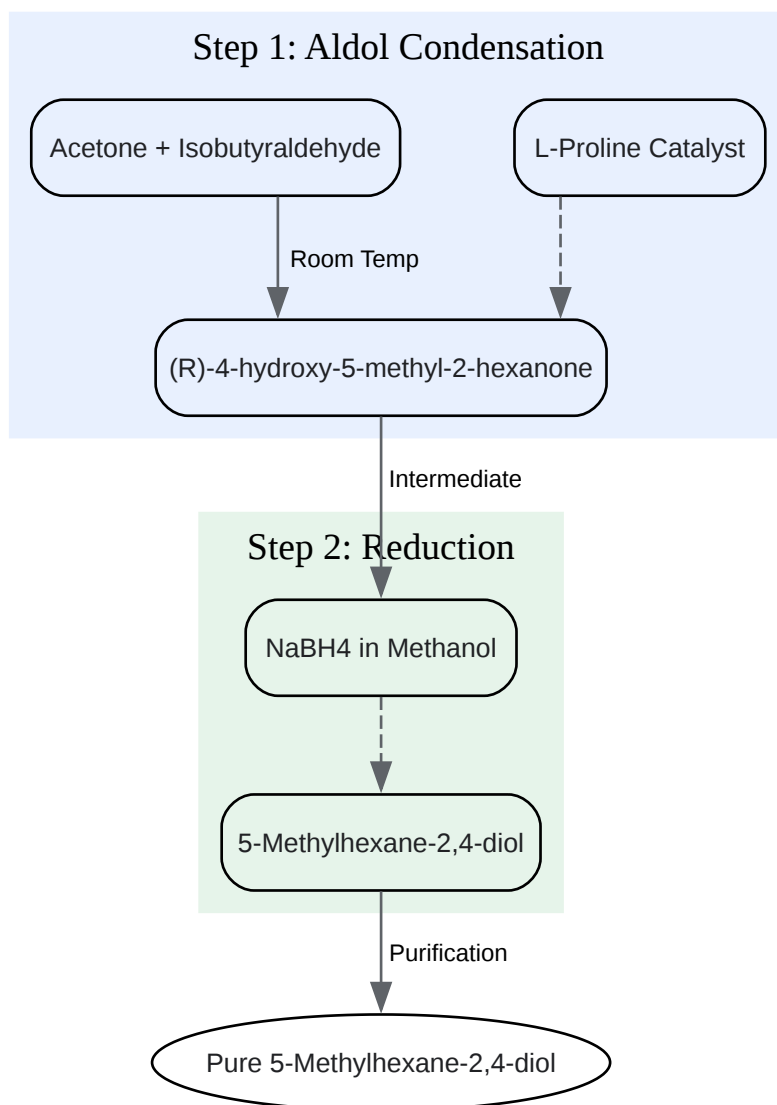 Step 1: Aldol Condensation
Acetone + Isobutyraldehyde
L-Proline Catalyst
Room Temp
(R)-4-hydroxy-5-methyl-2-hexanone
Intermediate
Step 2: Reduction
NaBH4 in Methanol
5-Methylhexane-2,4-diol
Purification
Pure 5-Methylhexane-2,4-diol